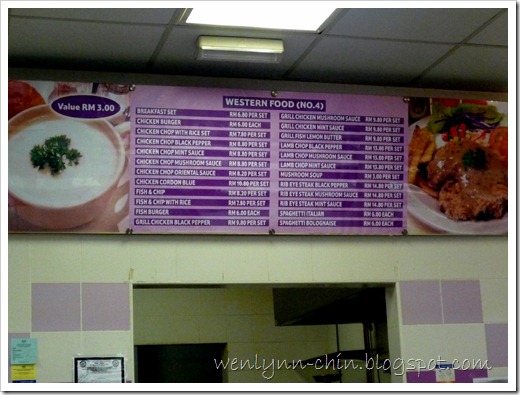 Value RM 3.00
WESTERN FOOD (NO.4)
BREAKFAST SET RM 6.80 PER SET
CHICKEN BURGER RM 6.00 EACH
CHICKEN CHOP WITH RICE SET RM 7.80 PER SET
CHICKEN CHOP BLACK PEPPER RM 8.80 PER SET
CHICKEN CHOP MINT SAUCE RM 8.80 PER SET
CHICKEN CHOP MUSHROOM SAUCE RM 8.80 PER SET
CHICKEN CHOP ORIENTAL SAUCE RM 8.20 PER SET
CHICKEN CORDON BLUE RM 10.80 PER SET
FISH & CHIP RM 8.20 PER SET
FISH & CHIP WITH RICE RM 7.80 PER SET
FISH BURGER RM 6.00 EACH
GRILL CHICKEN BLACK PEPPER RM 9.80 PER SET
GRILL CHICKEN MUSHROOM SAUCE RM 9.80 PER SET
GRILL CHICKEN MINT SAUCE RM 9.80 PER SET
GRILL FISH LEMON BUTTER RM 9.80 PER SET
LAMB CHOP BLACK PEPPER RM 13.80 PER SET
LAMB CHOP MUSHROOM SAUCE RM 13.80 PER SET
LAMB CHOP MINT SAUCE RM 13.80 PER SET
MUSHROOM SOUP RM 3.00 PER SET
RIB EYE STEAK BLACK PEPPER RM 14.80 PER SET
RIB EYE STEAK MUSHROOM SAUCE RM 14.80 PER SET
RIB EYE STEAK MINT SAUCE RM 14.80 PER SET
SPAGHETTI ITALIAN RM 6.00 EACH
SPAGHETTI BOLOGNAISE RM 6.80 PER SET
wenlynn-chin.blogspot.com